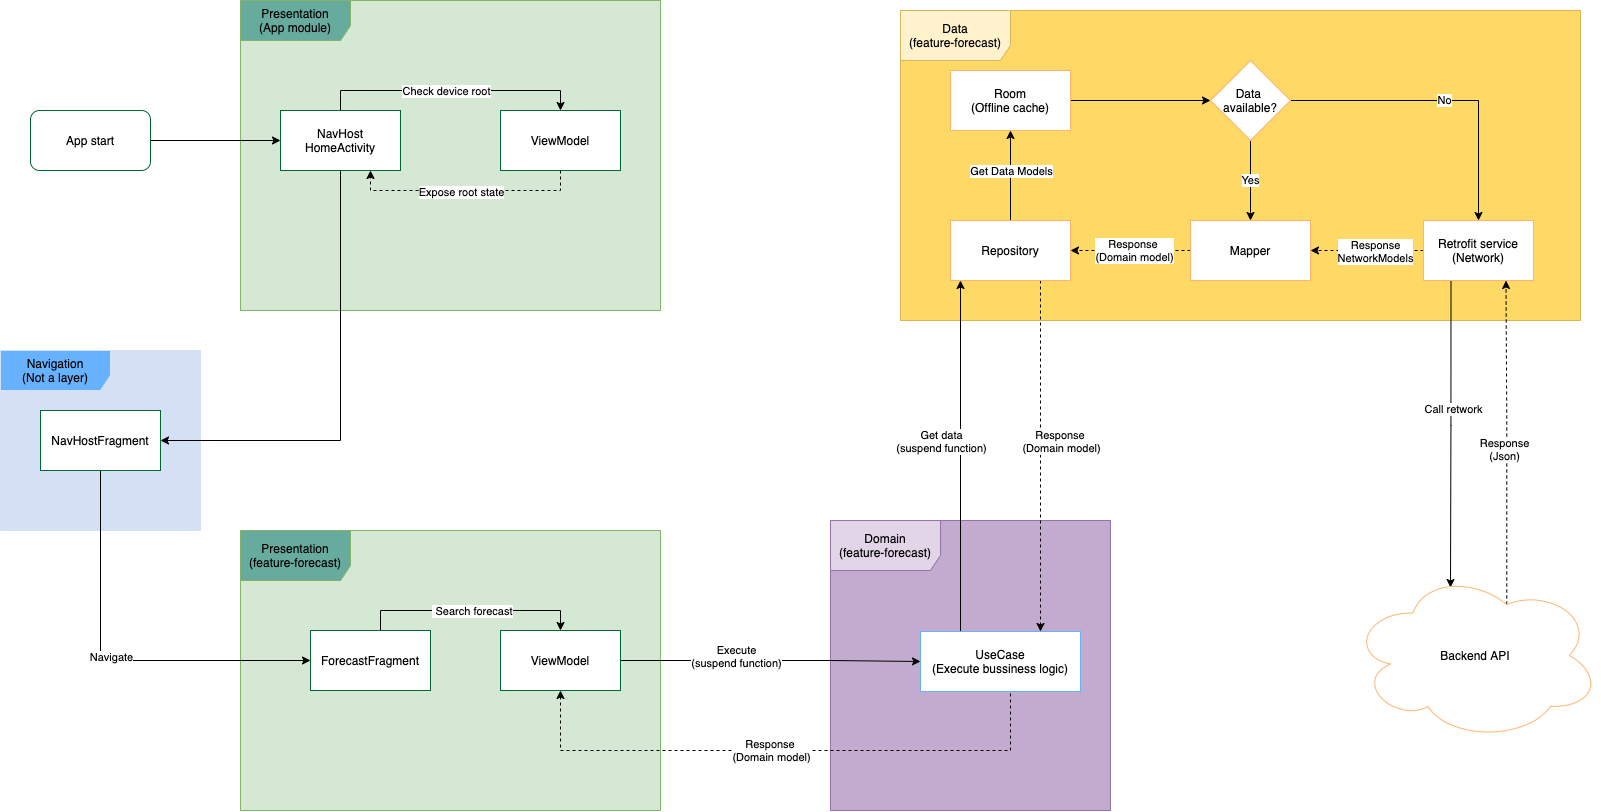 Presentation
(App module)
Check device root
App start
NavHost
HomeActivity
ViewModel
Expose root state
Data
(feature-forecast)
Room
(Offline cache)
Data
available?
No
Get Data Models
Yes
Repository
Response
(Domain model)
Mapper
Response
NetworkModels
Retrofit service
(Network)
Navigation
(Not a layer)
NavHostFragment
Get data
(suspend function)
Response
(Domain model)
Call retwork
Response
(Json)
Presentation
(feature-forecast)
Search forecast
Navigate
ForecastFragment
ViewModel
Execute
(suspend function)
Response
(Domain model)
Domain
(feature-forecast)
UseCase
(Execute bussiness logic)
Backend API